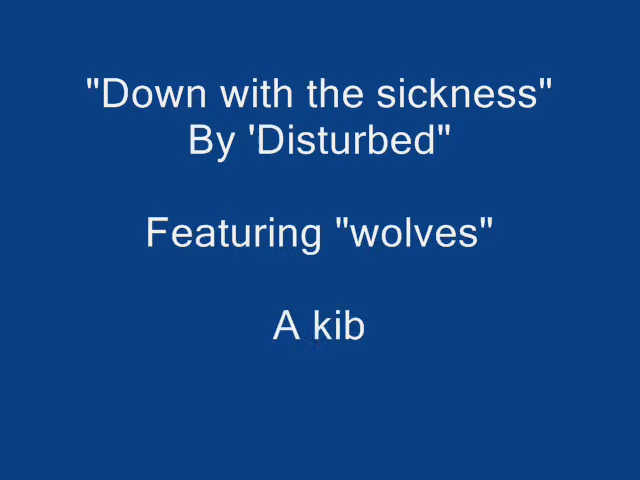 "Down with the sickness"
By 'Disturbed"
Featuring "wolves"
A kib